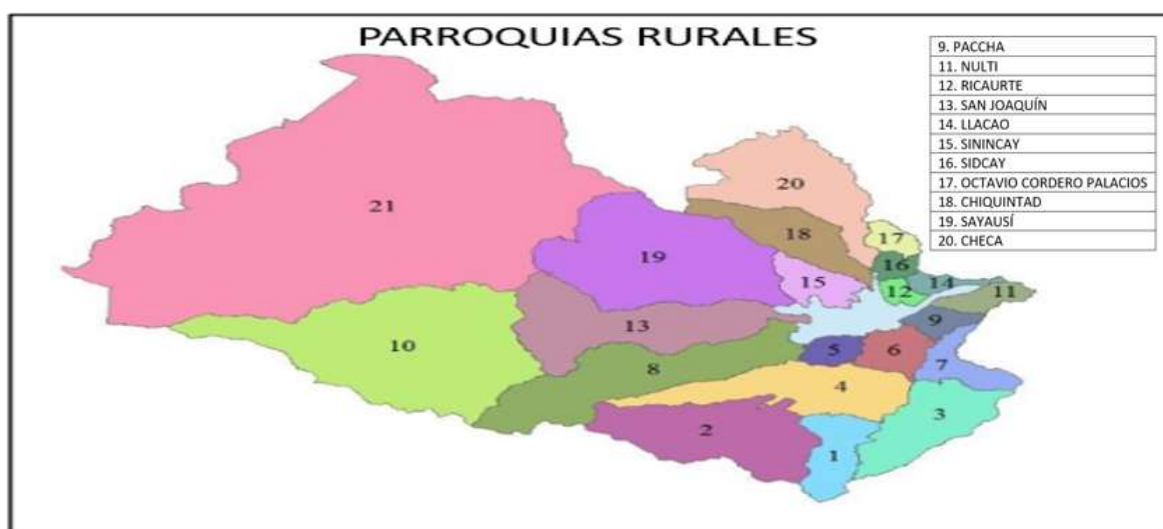 PARROQUIAS RURALES
9. PACCHA
11. NULTI
12. RICAURTE
13. SAN JOAQUÍN
14. LLACAO
15. SININCAY
16. SIDCAY
17. OCTAVIO CORDERO PALACIOS
18. CHIQUINTAD
19. SAYAUSÍ
20. CHECA
20
21
18
17
19
16
15
14
12
11
13
9
10
5
6
8
7
4
3
2
1